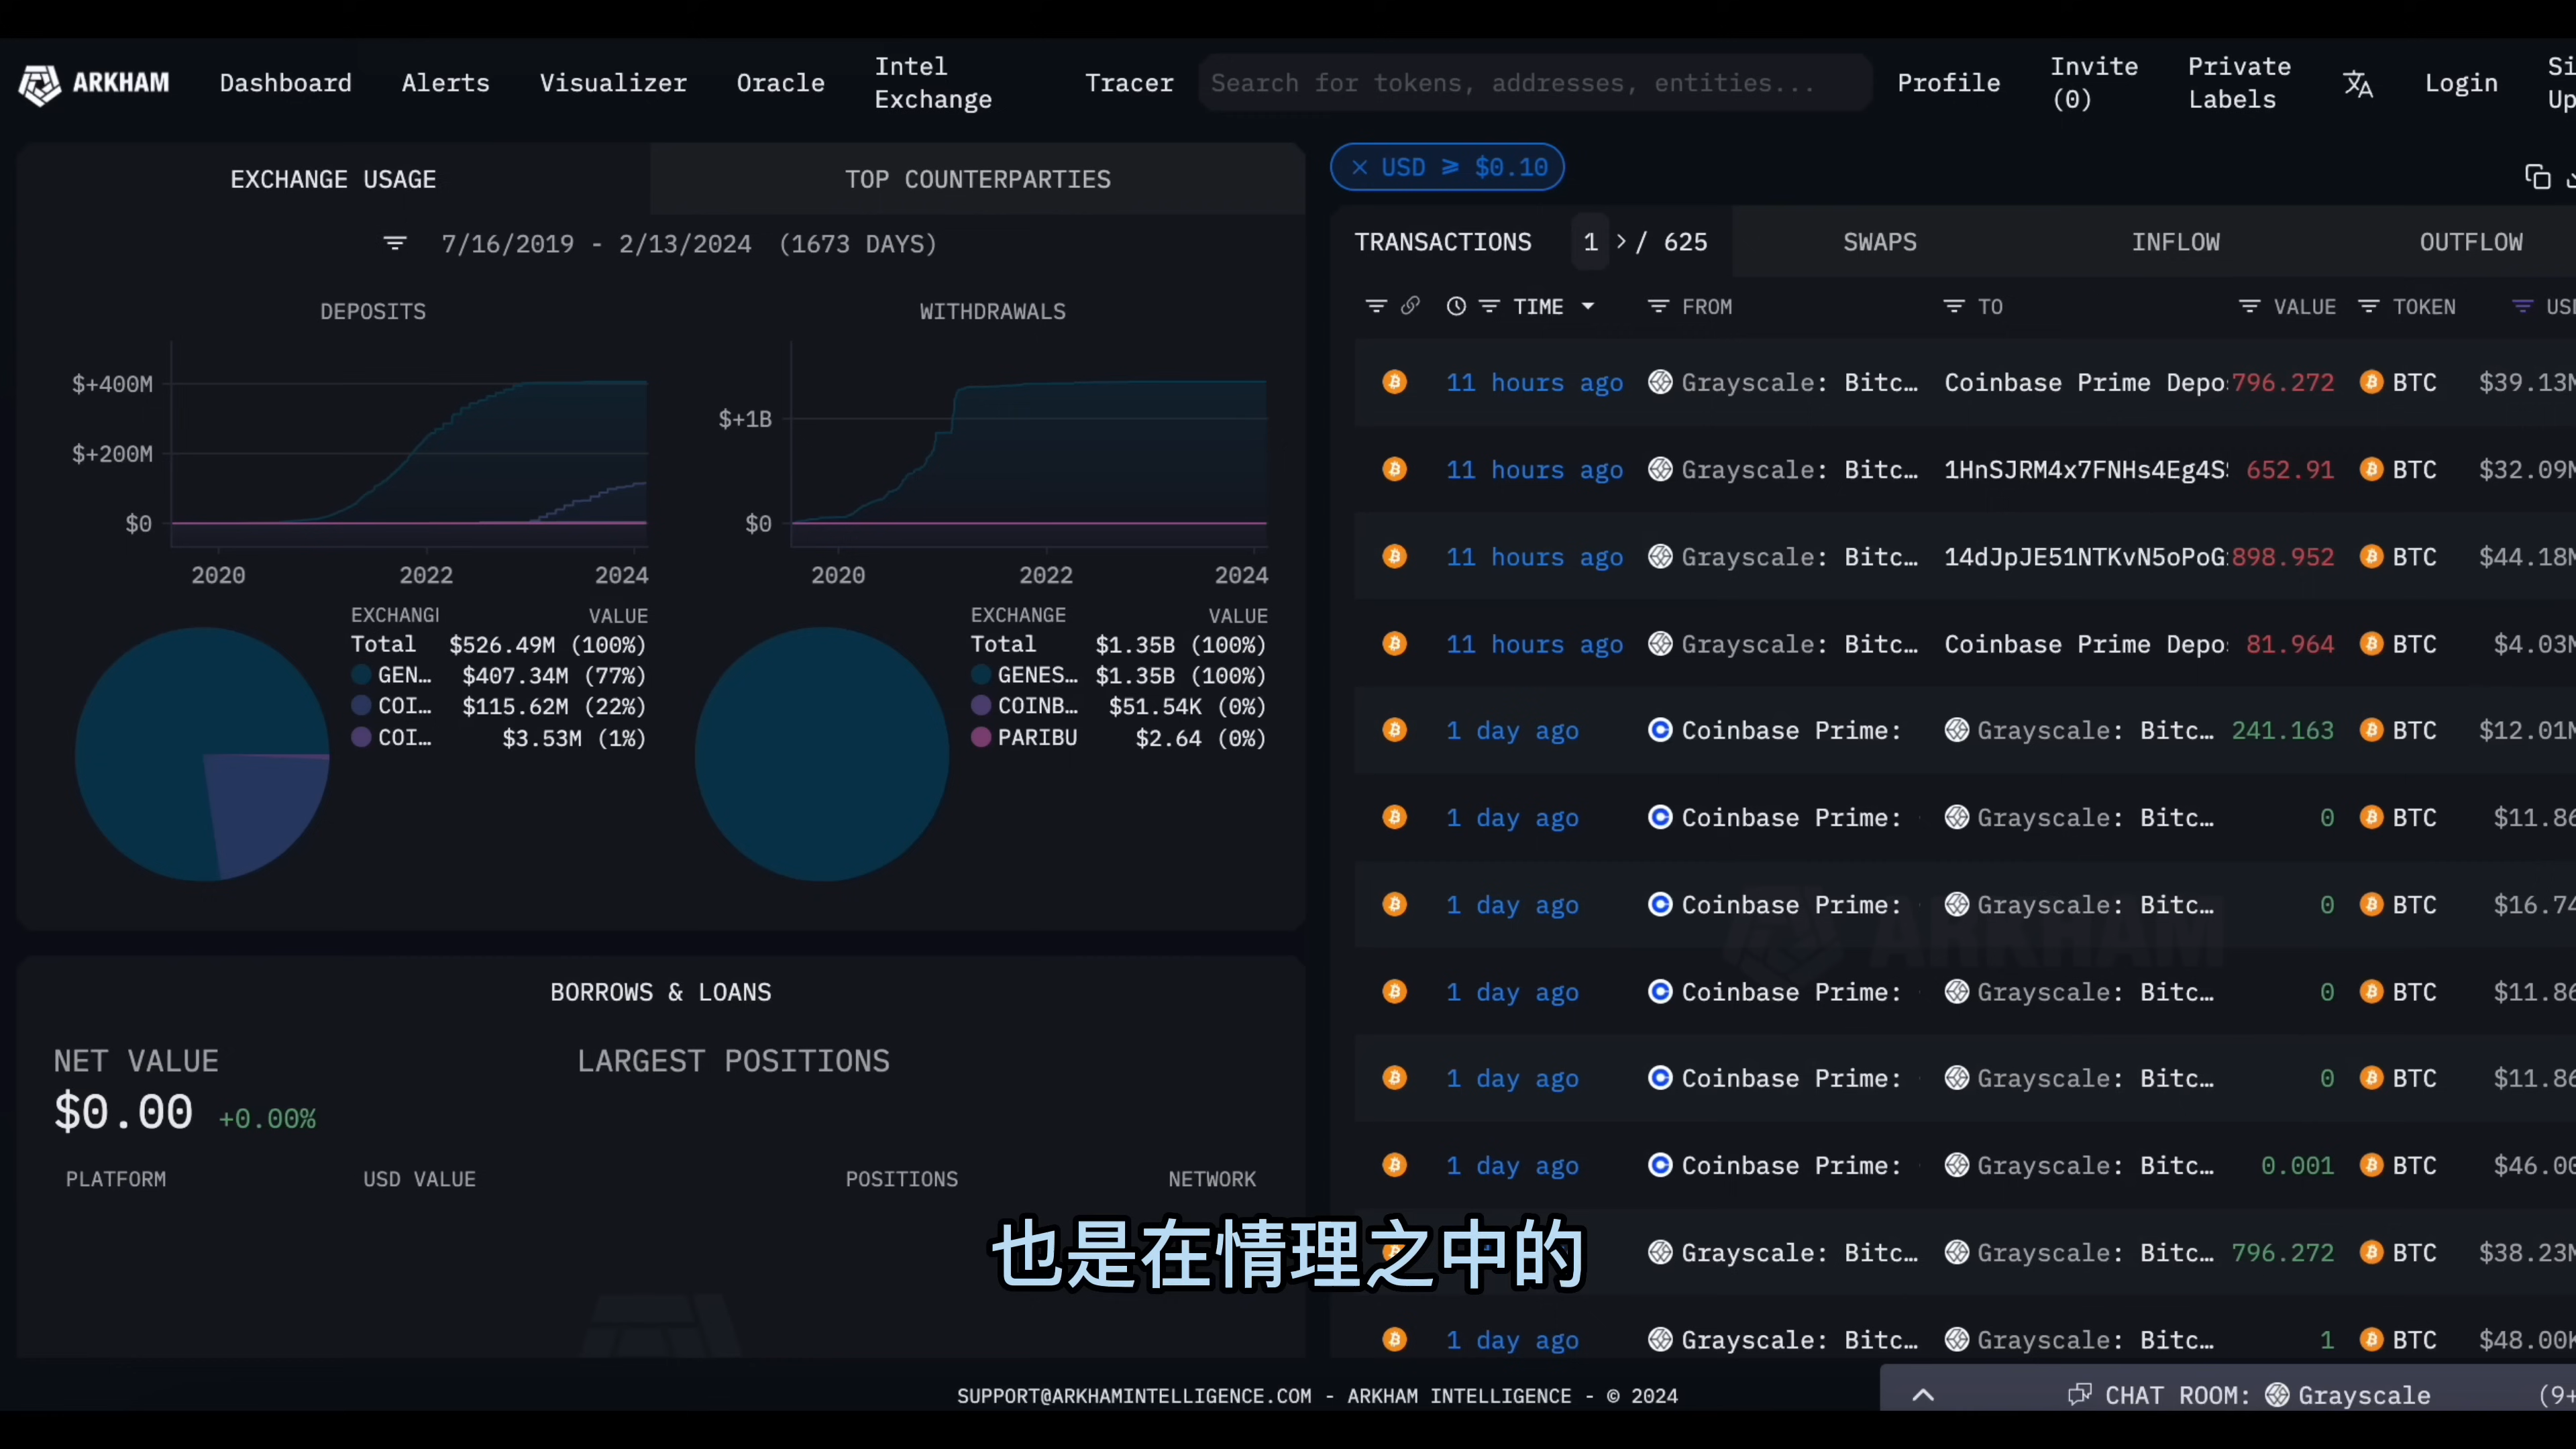 ARKHAM Dashboard Alerts Visualizer Oracle Intel Exchange Tracer Search for tokens, addresses, entities... Profile Invite (0) Private Labels Login
EXCHANGE USAGE TOP COUNTERPARTIES
7/16/2019 - 2/13/2024 (1673 DAYS)
DEPOSITS WITHDRAWALS
$+400M
$+200M
$0
2020 2022 2024
$+1B
$0
2020 2022 2024
EXCHANGE VALUE
Total $526.49M (100%)
GEN… $407.34M (77%)
COI… $115.62M (22%)
COI… $3.53M (1%)
EXCHANGE VALUE
Total $1.35B (100%)
GENES… $1.35B (100%)
COINB… $51.54K (0%)
PARIBU $2.64 (0%)
BORROWS & LOANS
NET VALUE LARGEST POSITIONS
$0.00 +0.00%
PLATFORM USD VALUE POSITIONS NETWORK
USD ≥ $0.10
TRANSACTIONS 1 > / 625 SWAPS INFLOW OUTFLOW
TIME FROM TO VALUE TOKEN
11 hours ago Grayscale: Bitc… Coinbase Prime Depo 796.272 BTC $39.13M
11 hours ago Grayscale: Bitc… 1HnSJRM4x7FNHs4Eg4S 652.91 BTC $32.09M
11 hours ago Grayscale: Bitc… 14dJpJE51NTKvN5oPoG 898.952 BTC $44.18M
11 hours ago Grayscale: Bitc… Coinbase Prime Depo 81.964 BTC $4.03M
1 day ago Coinbase Prime: Grayscale: Bitc… 241.163 BTC $12.01M
1 day ago Coinbase Prime: Grayscale: Bitc… 0 BTC $11.86
1 day ago Coinbase Prime: Grayscale: Bitc… 0 BTC $16.74
1 day ago Coinbase Prime: Grayscale: Bitc… 0 BTC $11.86
1 day ago Coinbase Prime: Grayscale: Bitc… 0 BTC $11.86
1 day ago Coinbase Prime: Grayscale: Bitc… 0.001 BTC $46.00
Grayscale: Bitc… Grayscale: Bitc… 796.272 BTC $38.23M
1 day ago Grayscale: Bitc… Grayscale: Bitc… 1 BTC $48.00K
ARKHAM
也是在情理之中的
SUPPORT@ARKHAMINTELLIGENCE.COM - ARKHAM INTELLIGENCE - © 2024
CHAT ROOM: Grayscale (9+